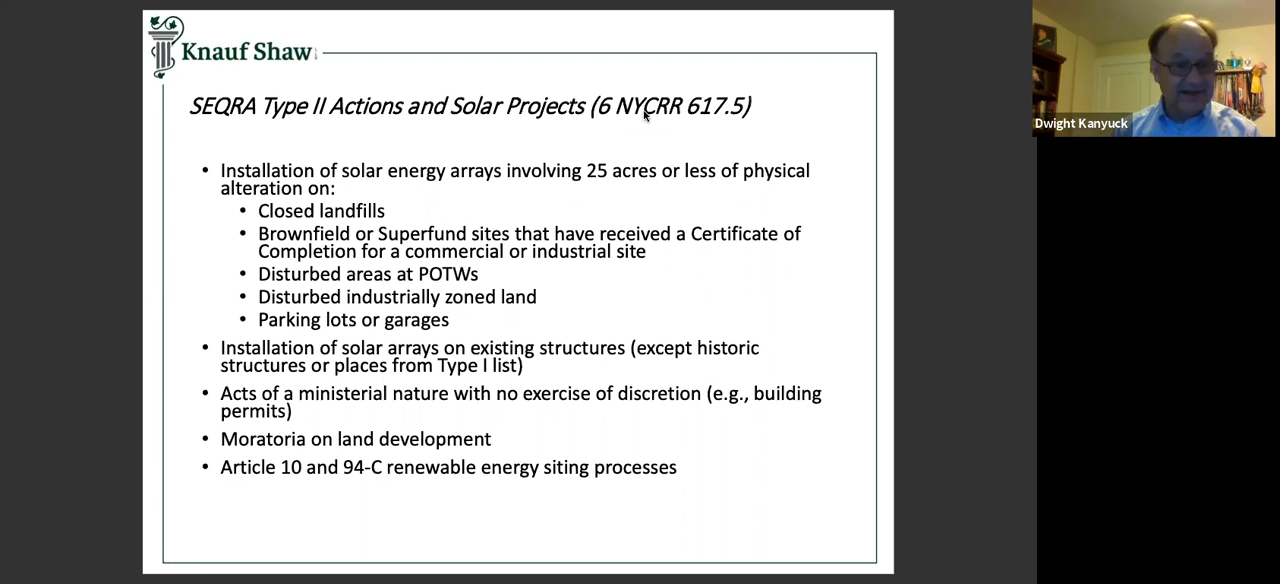 Knauf Shaw
SEQRA Type II Actions and Solar Projects (6 NYCRR 617.5)
• Installation of solar energy arrays involving 25 acres or less of physical
alteration on:
• Closed landfills
• Brownfield or Superfund sites that have received a Certificate of
Completion for a commercial or industrial site
• Disturbed areas at POTWs
• Disturbed industrially zoned land
• Parking lots or garages
• Installation of solar arrays on existing structures (except historic
structures or places from Type I list)
• Acts of a ministerial nature with no exercise of discretion (e.g., building
permits)
• Moratoria on land development
• Article 10 and 94-C renewable energy siting processes
Dwight Kanyuck